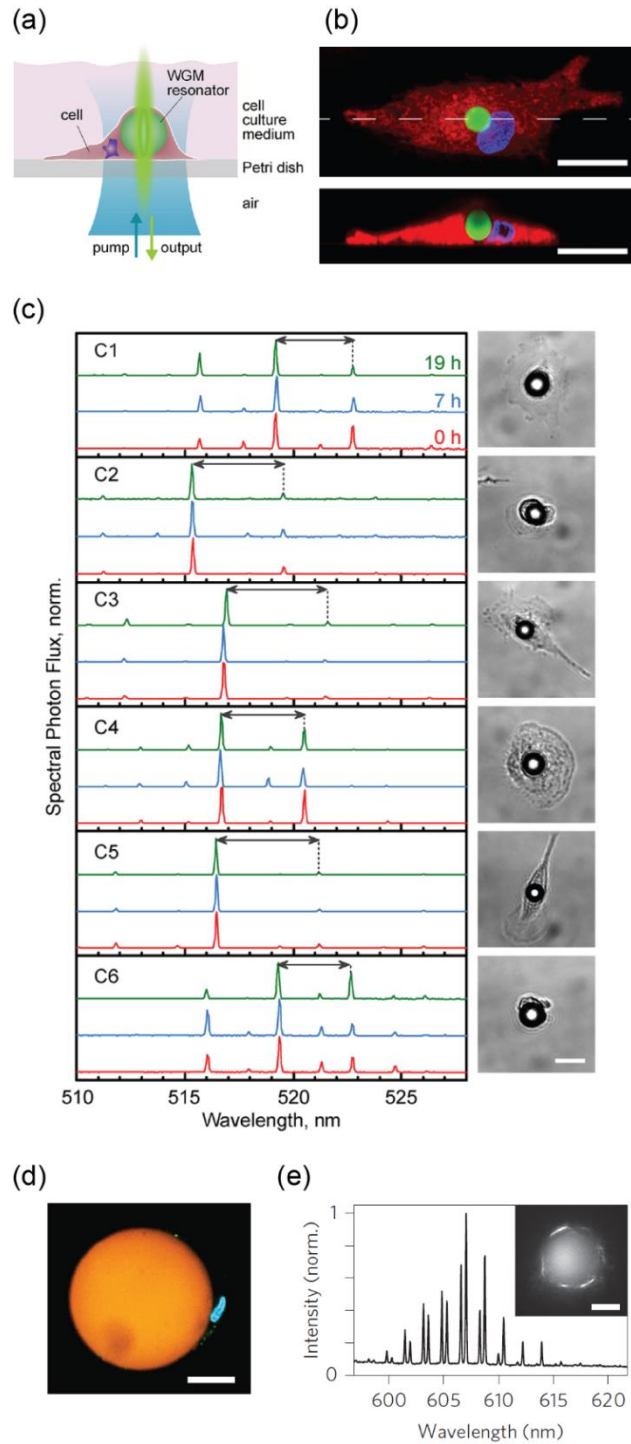 (a)
WGM
resonator
cell
cell
culture
medium
Petri dish
air
pump
output
(b)
(c)
Spectral Photon Flux, norm.
C1
19 h
7 h
0 h
C2
C3
C4
C5
C6
510
515
520
525
Wavelength, nm
(d)
(e)
Intensity (norm.)
1
0
600
605
610
615
620
Wavelength (nm)